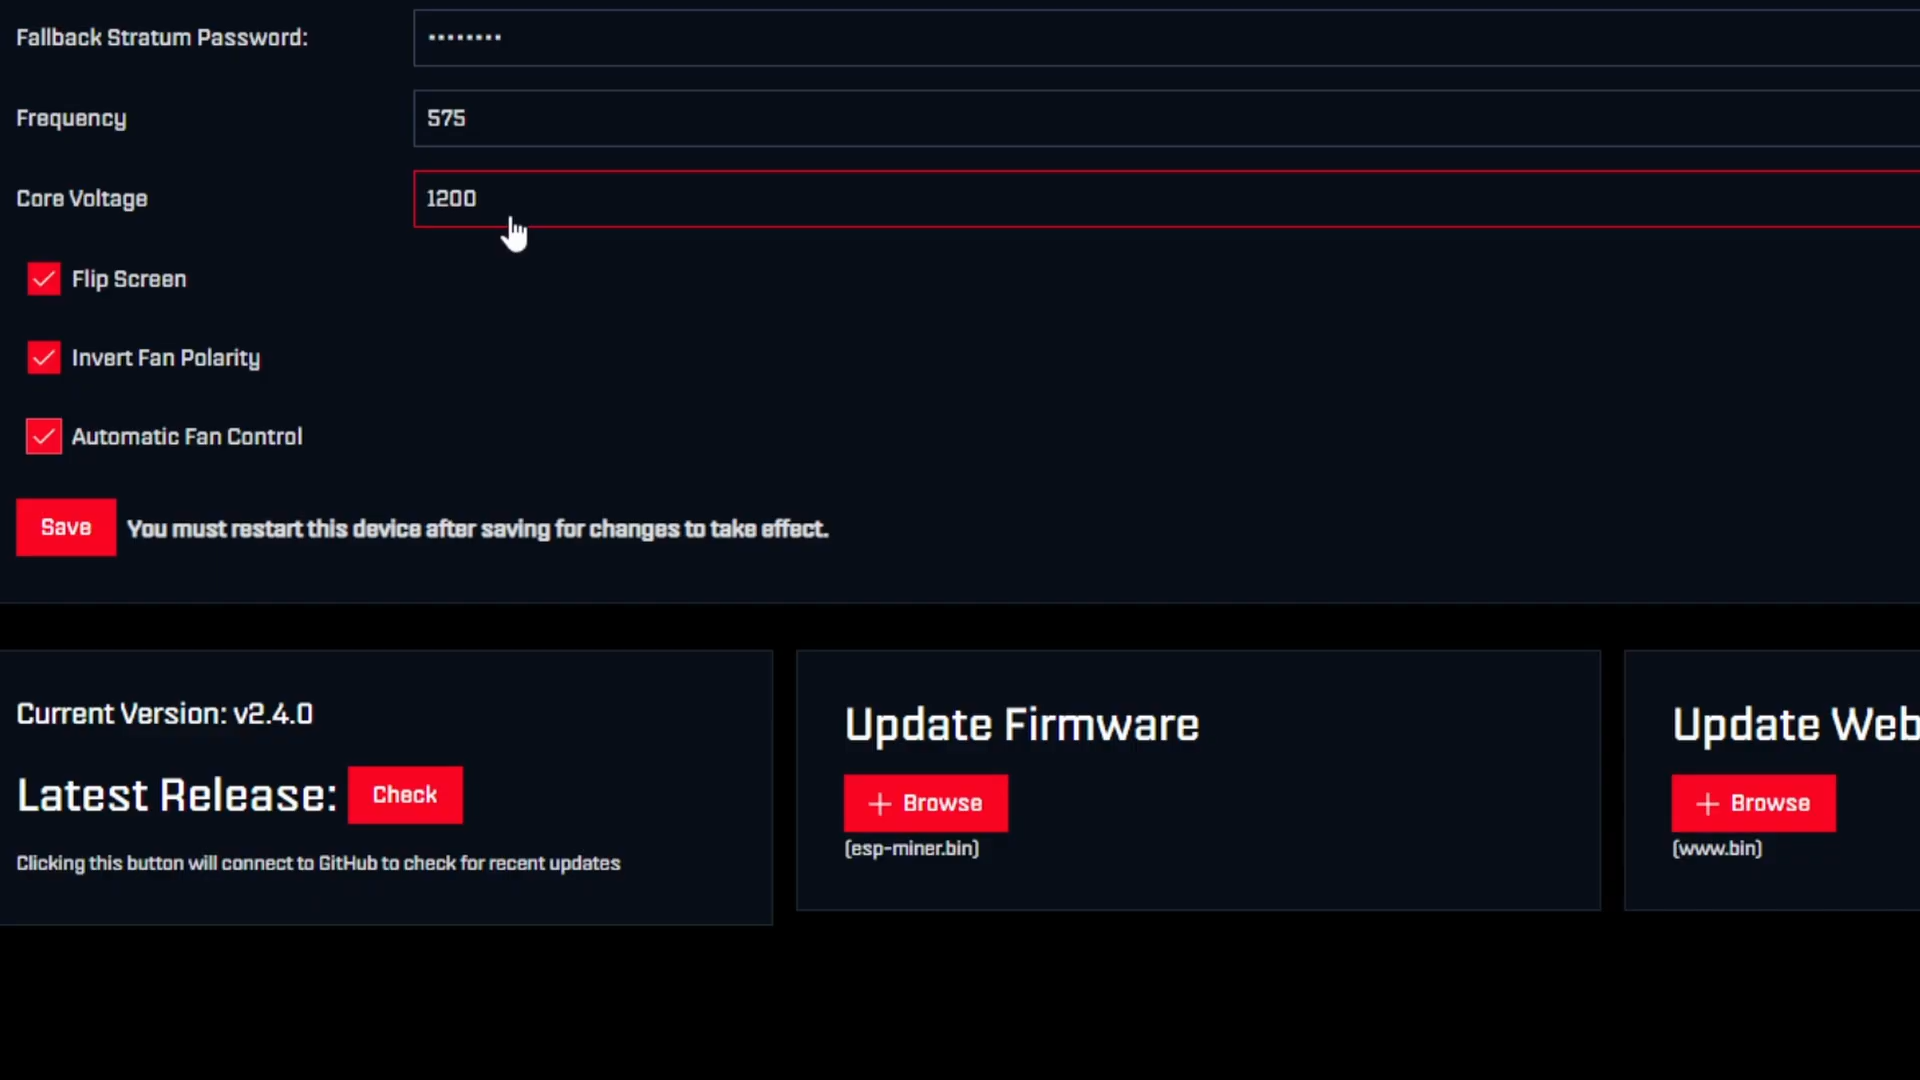 Fallback Stratum Password:
••••••••
Frequency
575
Core Voltage
1200
Flip Screen
Invert Fan Polarity
Automatic Fan Control
Save
You must restart this device after saving for changes to take effect.
Current Version: v2.4.0
Latest Release:
Check
Clicking this button will connect to GitHub to check for recent updates
Update Firmware
Browse
(esp-miner.bin)
Update Web
Browse
(www.bin)